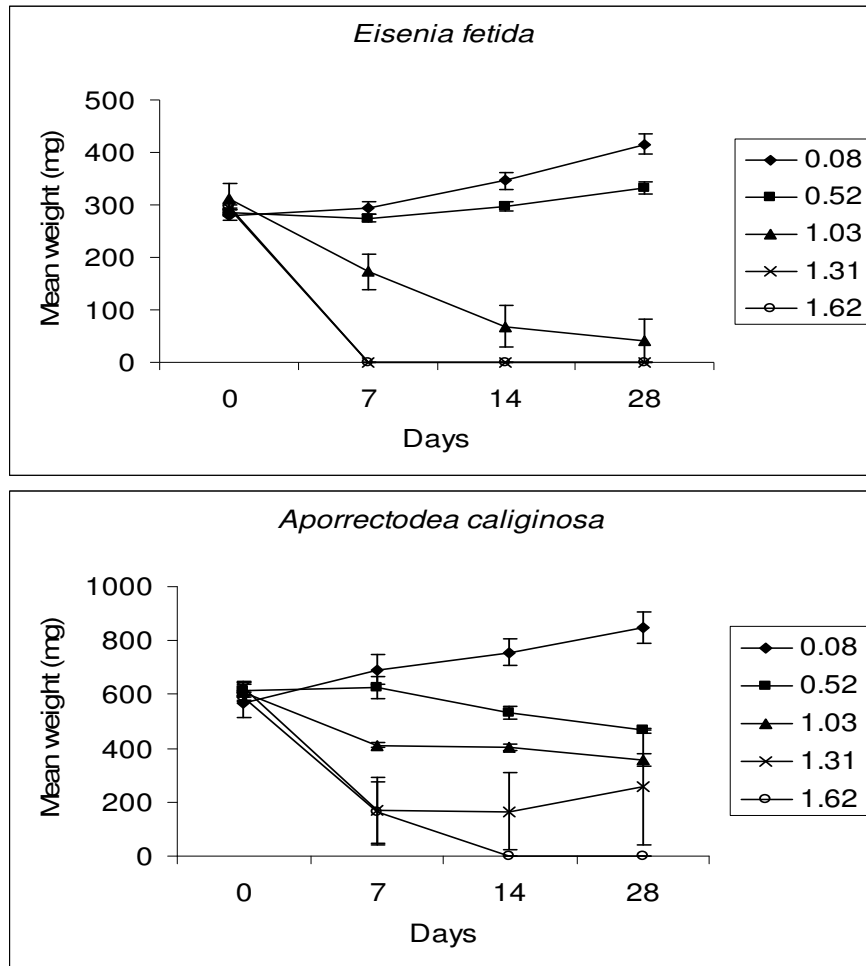 Eisenia fetida
Mean weight (mg)
500
400
300
200
100
0
0 7 14 28
Days
0.08
0.52
1.03
1.31
1.62
Aporrectodea caliginosa
Mean weight (mg)
1000
800
600
400
200
0
0 7 14 28
Days
0.08
0.52
1.03
1.31
1.62